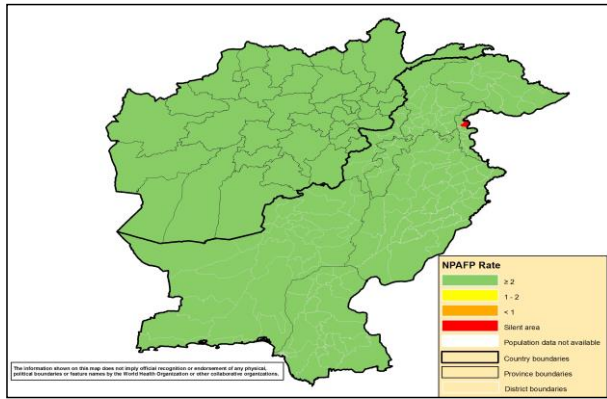 NPAFP Rate
≥ 2
1 - 2
< 1
Silent area
Population data not available
Country boundaries
Province boundaries
District boundaries
The information shown on this map does not imply official recognition or endorsement of any physical,
political boundaries or feature names by the World Health Organization or other collaborative organizations.